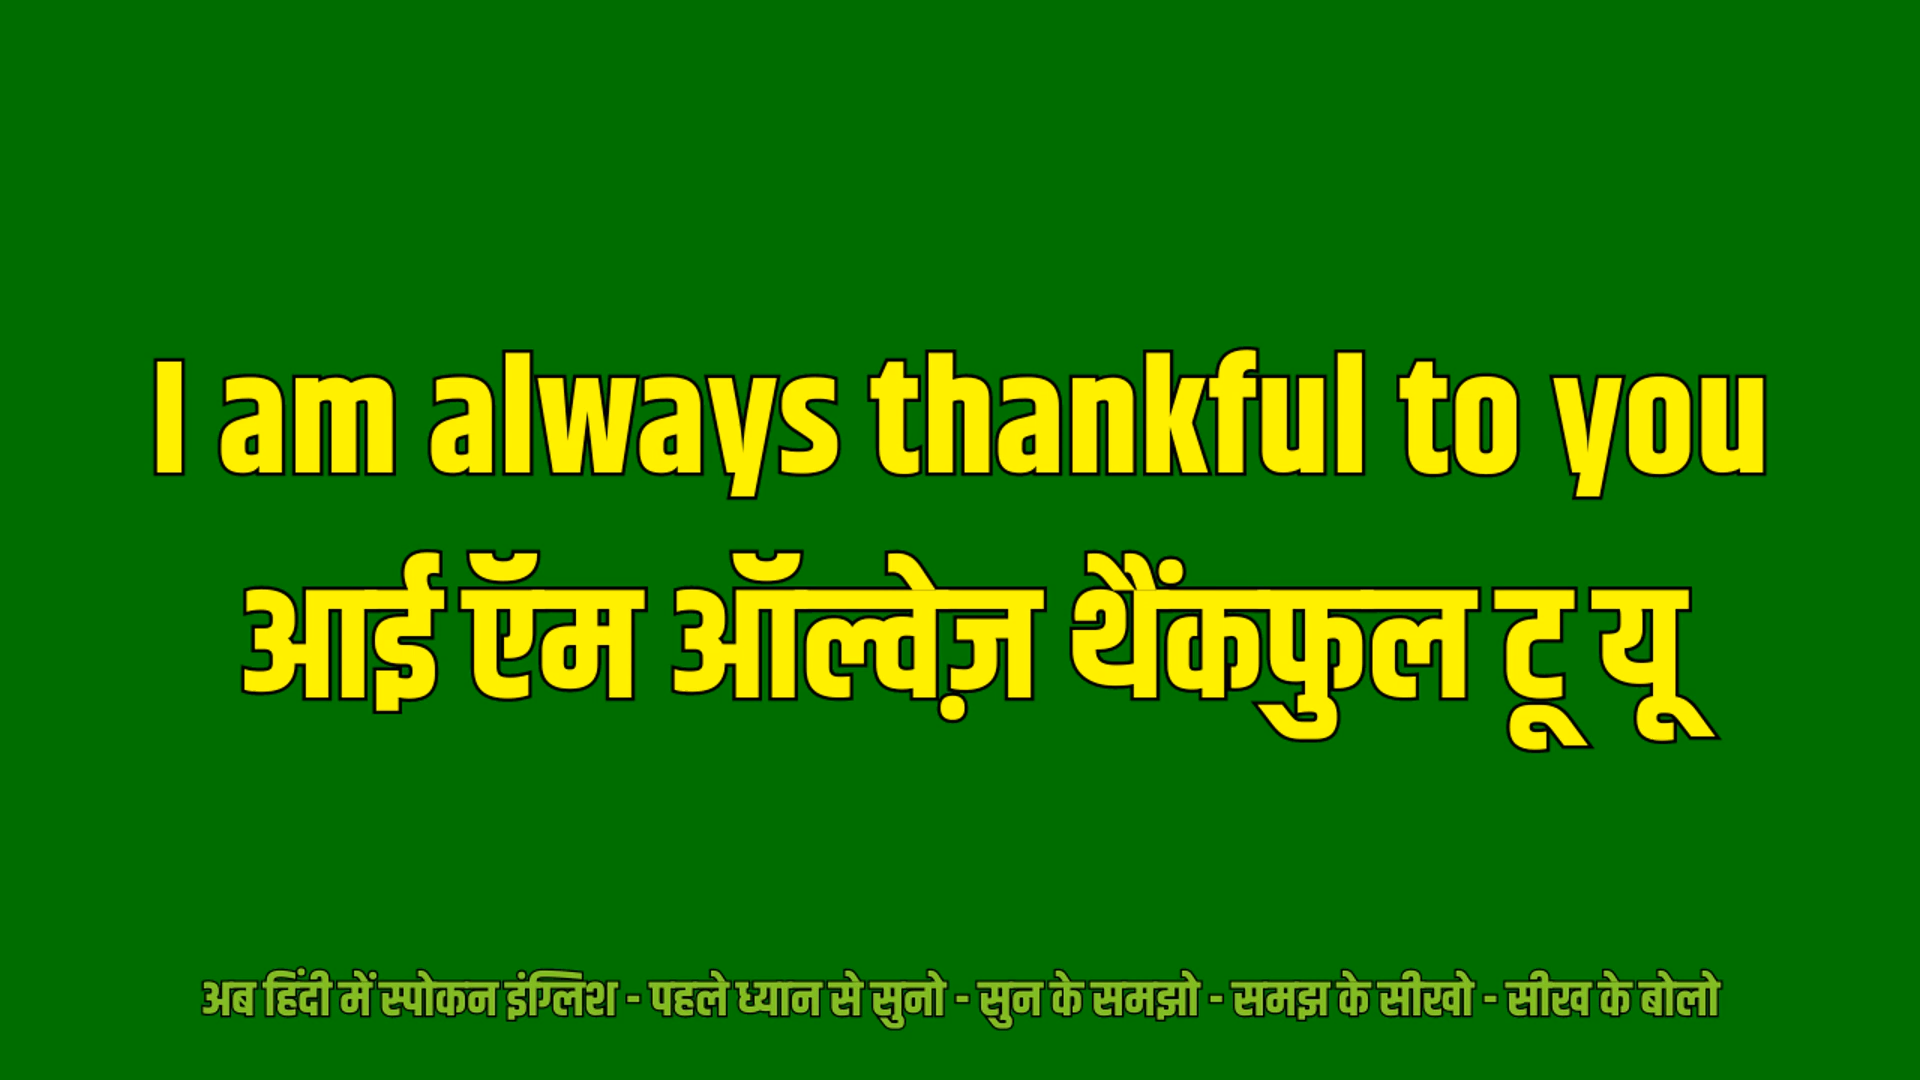 I am always thankful to you
आई ऍम ऑल्वेज़ थैंकफुल टू यू
अब हिंदी में स्पोकन इंग्लिश - पहले ध्यान से सुनो - सुन के समझो - समझ के सीखो - सीख के बोलो